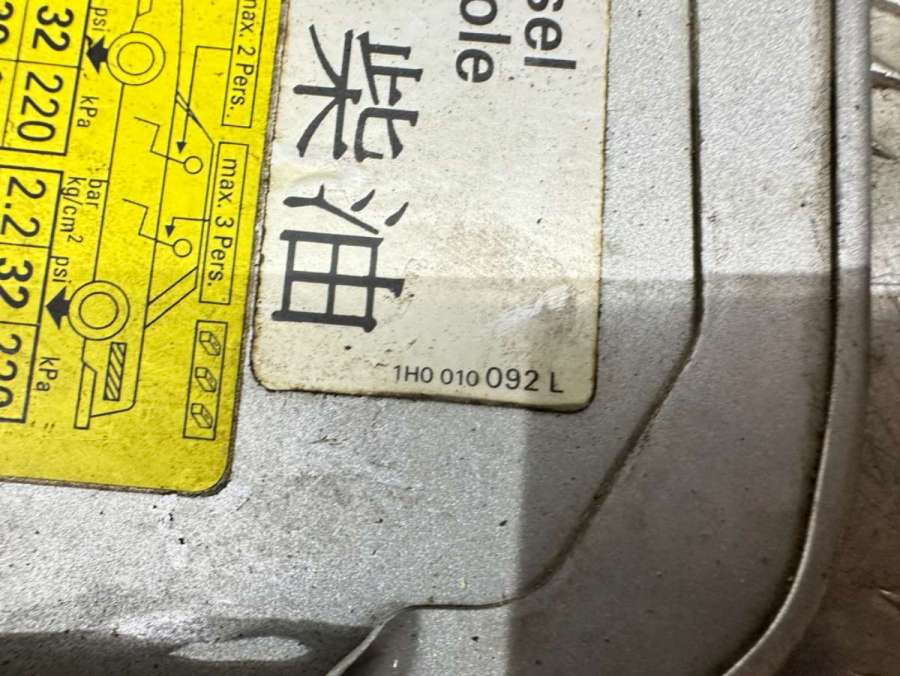 sel
ole
柴油
1H0 010 092 L
max. 2 Pers.
max. 3 Pers.
psi kPa
32 220
bar
kg/cm² psi kPa
2.2 32 220